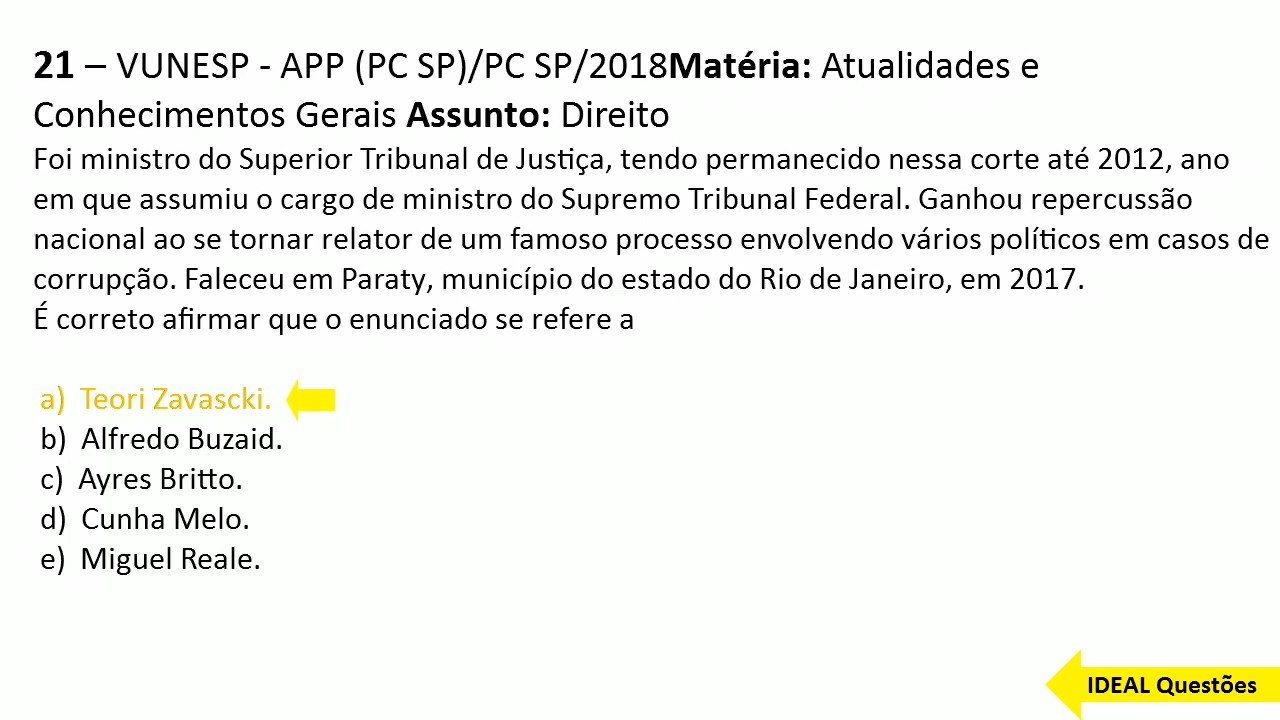 21 – VUNESP - APP (PC SP)/PC SP/2018Matéria: Atualidades e
Conhecimentos Gerais Assunto: Direito
Foi ministro do Superior Tribunal de Justiça, tendo permanecido nessa corte até 2012, ano
em que assumiu o cargo de ministro do Supremo Tribunal Federal. Ganhou repercussão
nacional ao se tornar relator de um famoso processo envolvendo vários políticos em casos de
corrupção. Faleceu em Paraty, município do estado do Rio de Janeiro, em 2017.
É correto afirmar que o enunciado se refere a
a) Teori Zavascki.
b) Alfredo Buzaid.
c) Ayres Britto.
d) Cunha Melo.
e) Miguel Reale.
IDEAL Questões